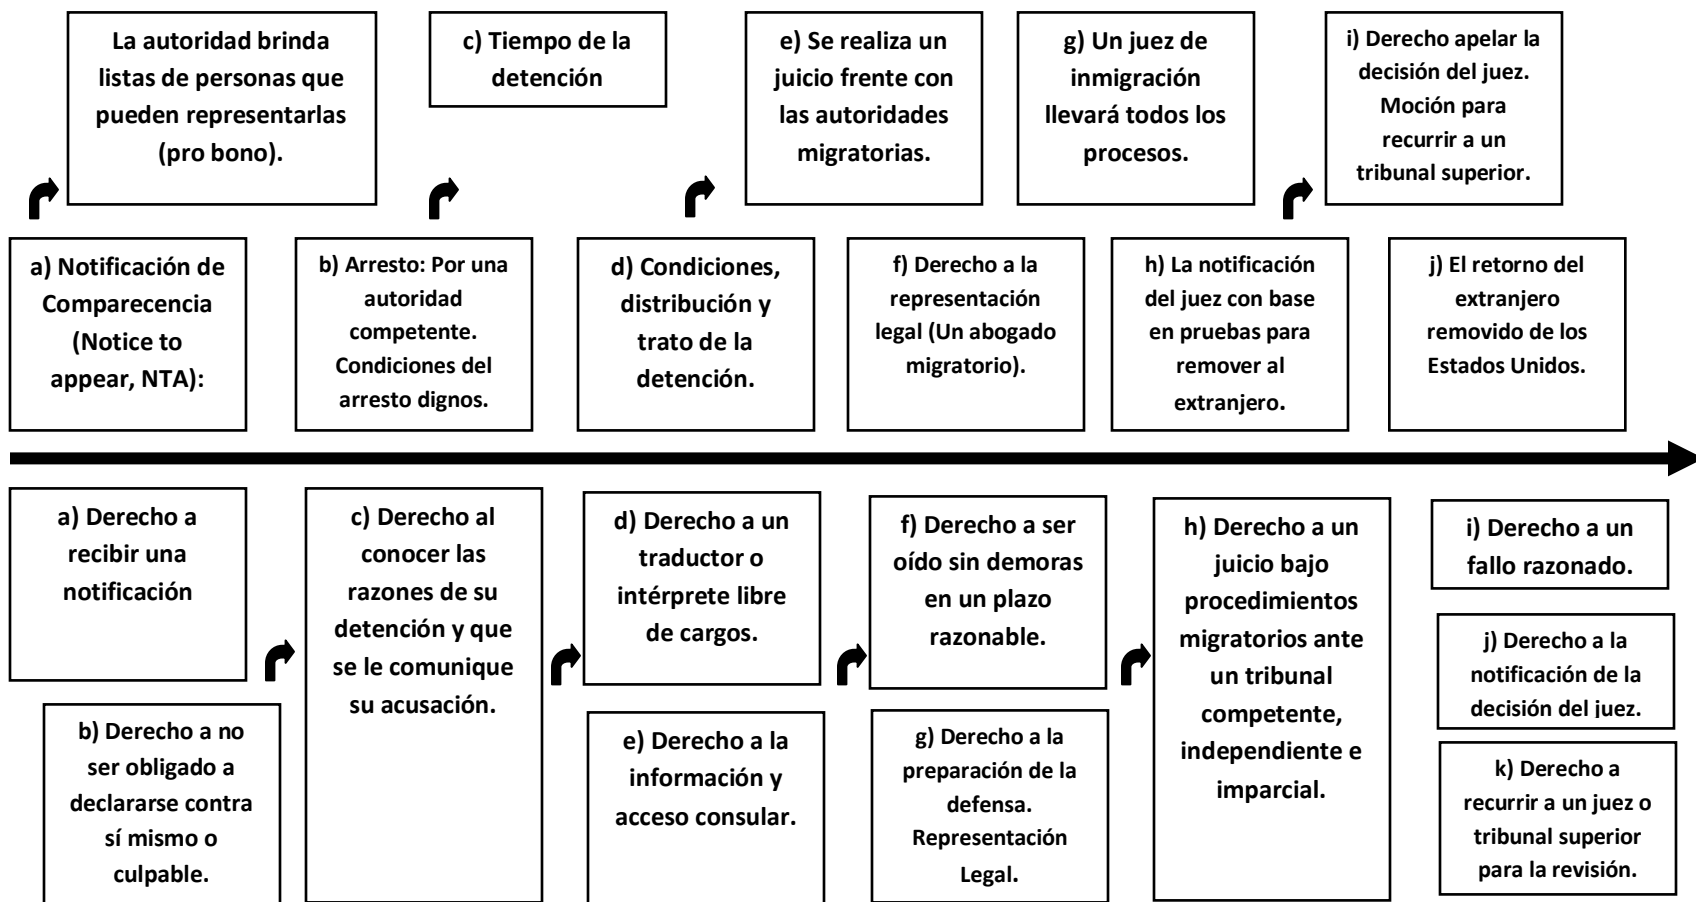 La autoridad brinda
listas de personas que
pueden representarlas
(pro bono).
c) Tiempo de la
detención
e) Se realiza un
juicio frente con
las autoridades
migratorias.
g) Un juez de
inmigración
llevará todos los
procesos.
i) Derecho apelar la
decisión del juez.
Moción para
recurrir a un
tribunal superior.
a) Notificación de
Comparecencia
(Notice to
appear, NTA):
b) Arresto: Por una
autoridad
competente.
Condiciones del
arresto dignos.
d) Condiciones,
distribución y
trato de la
detención.
f) Derecho a la
representación
legal (Un abogado
migratorio).
h) La notificación
del juez con base
en pruebas para
remover al
extranjero.
j) El retorno del
extranjero
removido de los
Estados Unidos.
a) Derecho a
recibir una
notificación
b) Derecho a no
ser obligado a
declararse contra
sí mismo o
culpable.
c) Derecho al
conocer las
razones de su
detención y que
se le comunique
su acusación.
d) Derecho a un
traductor o
intérprete libre
de cargos.
e) Derecho a la
información y
acceso consular.
f) Derecho a ser
oído sin demoras
en un plazo
razonable.
g) Derecho a la
preparación de la
defensa.
Representación
Legal.
h) Derecho a un
juicio bajo
procedimientos
migratorios ante
un tribunal
competente,
independiente e
imparcial.
i) Derecho a un
fallo razonado.
j) Derecho a la
notificación de la
decisión del juez.
k) Derecho a
recurrir a un juez o
tribunal superior
para la revisión.